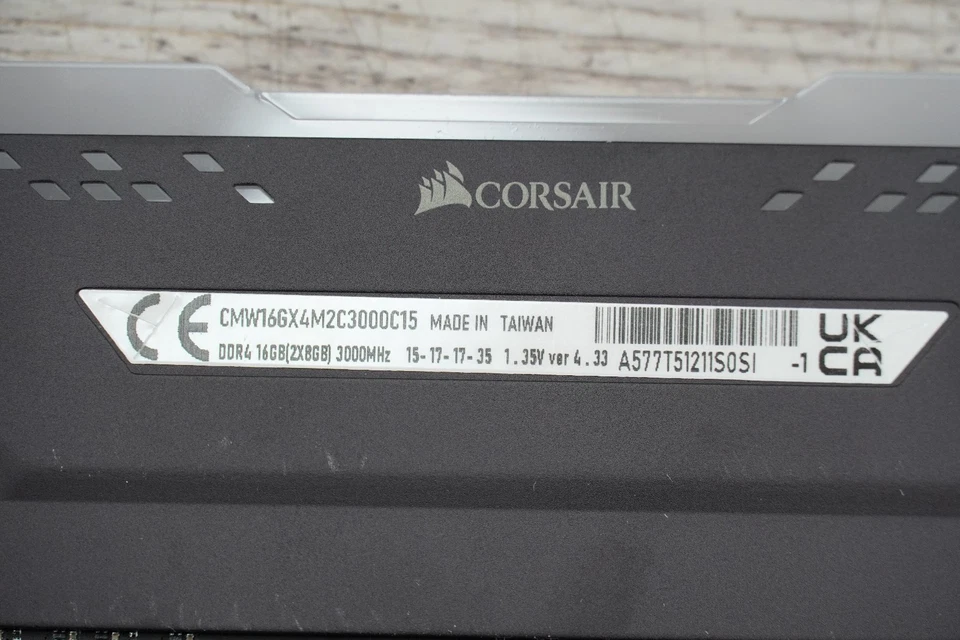 CORSAIR
CE CMW16GX4M2C3000C15 MADE IN TAIWAN UK
DDR4 16GB(2X8GB) 3000MHz 15-17-17-35 1.35V ver 4.33 A577T51211S0SI -1 CA